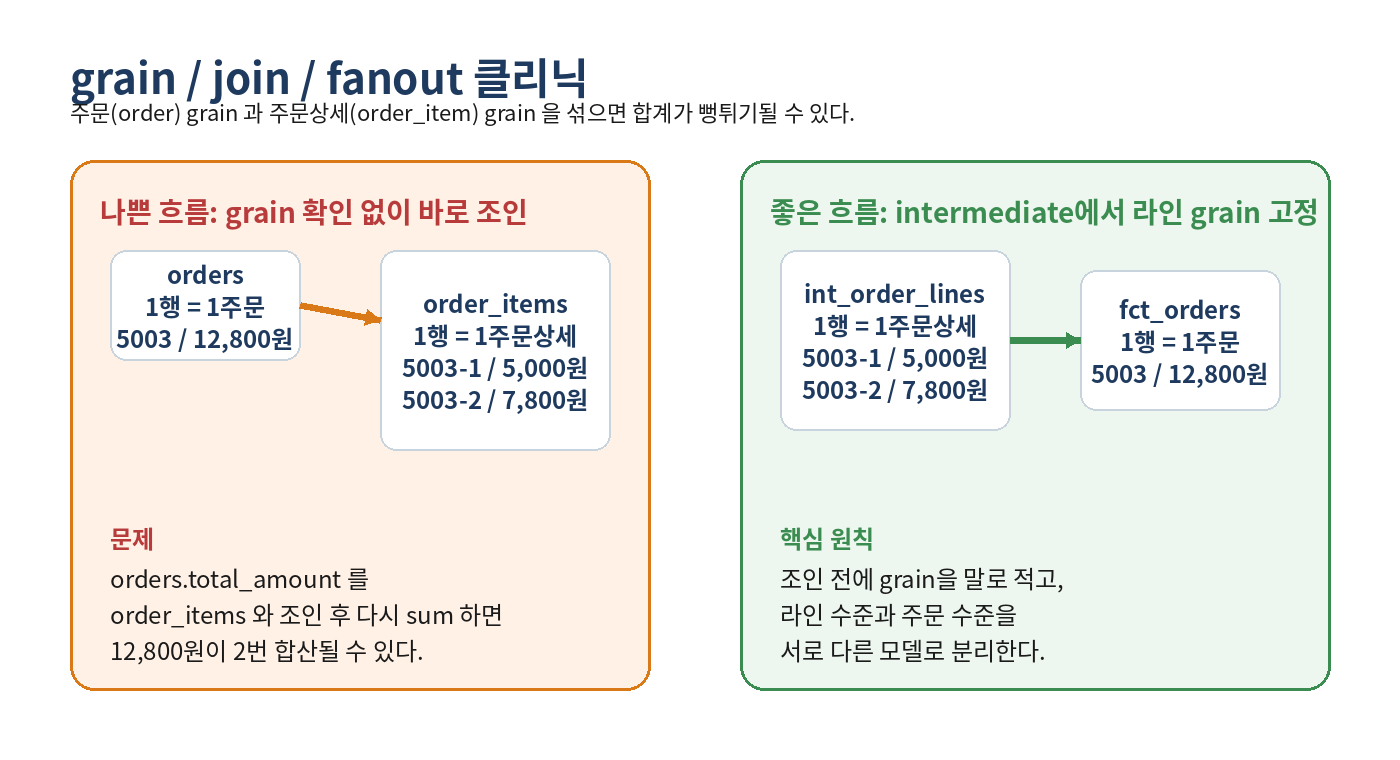 grain / join / fanout 클리닉
주문(order) grain 과 주문상세(order_item) grain 을 섞으면 합계가 뻥튀기될 수 있다.
나쁜 흐름: grain 확인 없이 바로 조인
orders
1행 = 1주문
5003 / 12,800원
order_items
1행 = 1주문상세
5003-1 / 5,000원
5003-2 / 7,800원
문제
orders.total_amount 를
order_items 와 조인 후 다시 sum 하면
12,800원이 2번 합산될 수 있다.
좋은 흐름: intermediate에서 라인 grain 고정
int_order_lines
1행 = 1주문상세
5003-1 / 5,000원
5003-2 / 7,800원
fct_orders
1행 = 1주문
5003 / 12,800원
핵심 원칙
조인 전에 grain을 말로 적고,
라인 수준과 주문 수준을
서로 다른 모델로 분리한다.